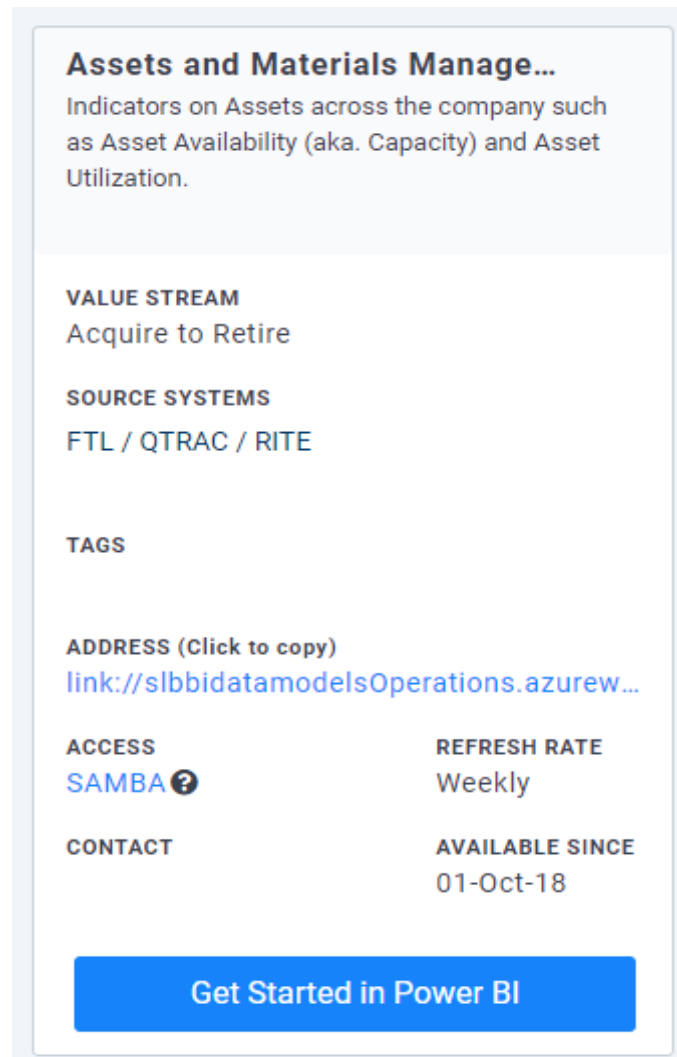 Assets and Materials Manage...
Indicators on Assets across the company such
as Asset Availability (aka. Capacity) and Asset
Utilization.
VALUE STREAM
Acquire to Retire
SOURCE SYSTEMS
FTL / QTRAC / RITE
TAGS
ADDRESS (Click to copy)
link://slbbidatamodelsOperations.azurew...
ACCESS
REFRESH RATE
SAMBA?
Weekly
CONTACT
AVAILABLE SINCE
01-Oct-18
Get Started in Power BI